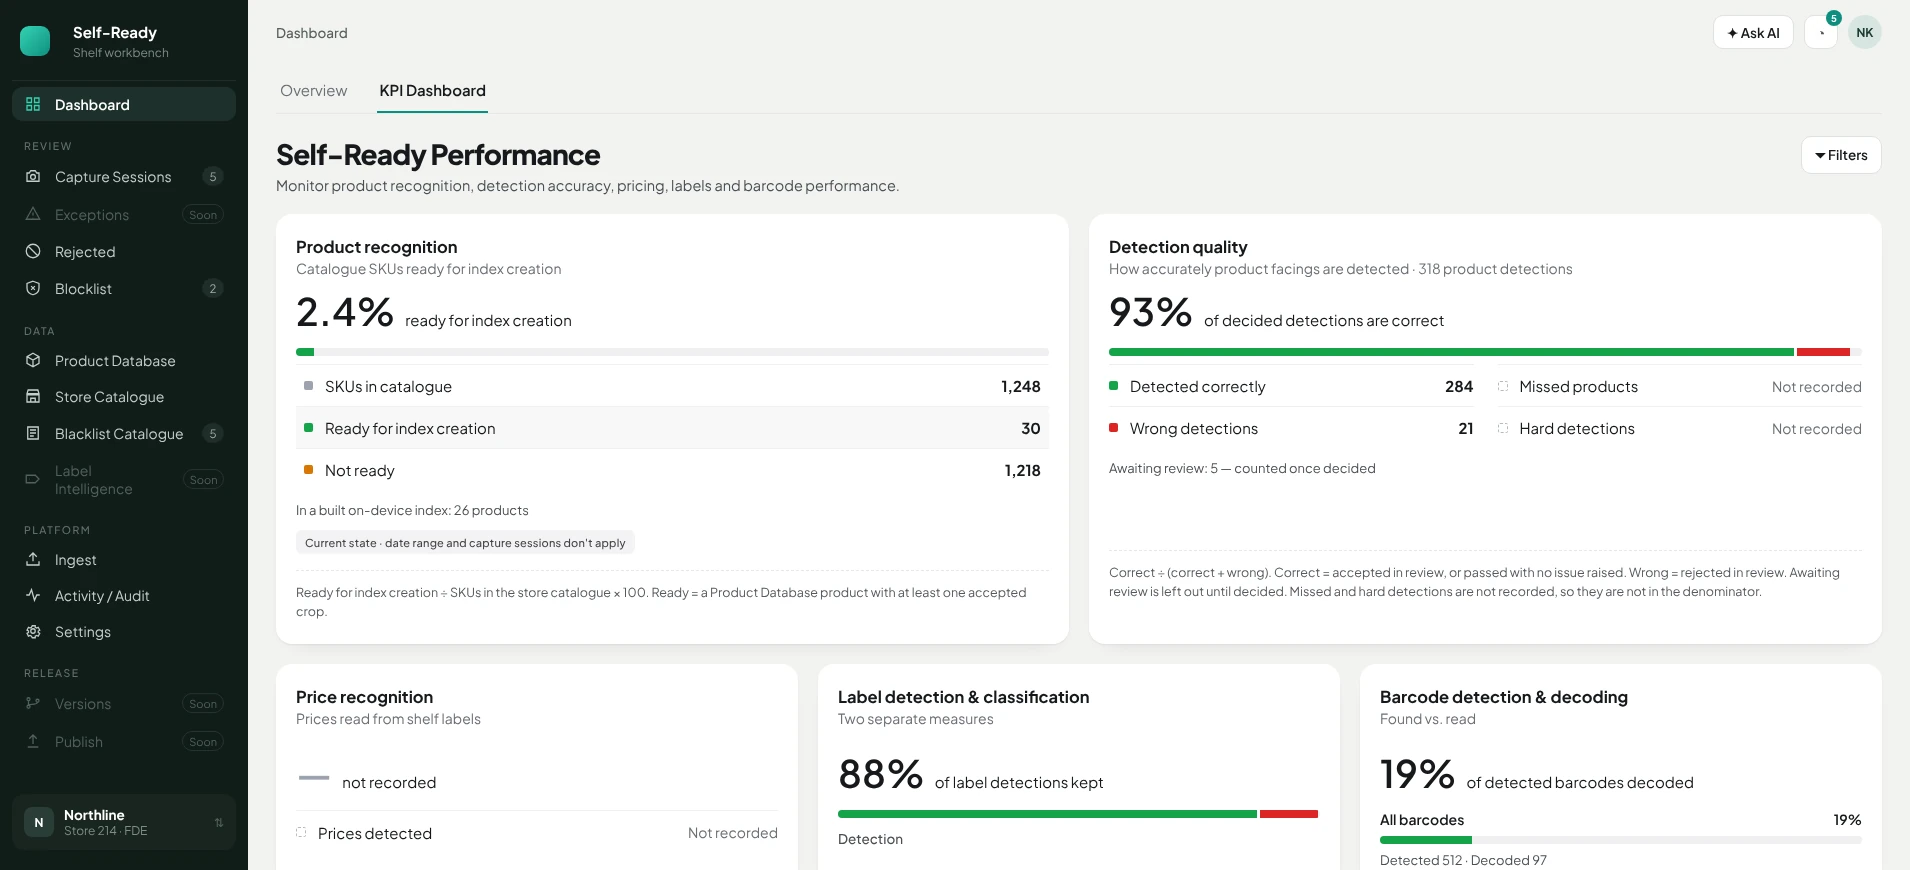 Self-Ready
Shelf workbench
Dashboard
REVIEW
Capture Sessions 5
Exceptions Soon
Rejected
Blocklist 2
DATA
Product Database
Store Catalogue
Blacklist Catalogue 5
Label
Intelligence Soon
PLATFORM
Ingest
Activity / Audit
Settings
RELEASE
Versions Soon
Publish Soon
N
Northline
Store 214 · FDE
Dashboard
Ask AI
5
NK
Overview
KPI Dashboard
Self-Ready Performance
Filters
Monitor product recognition, detection accuracy, pricing, labels and barcode performance.
Product recognition
Catalogue SKUs ready for index creation
2.4% ready for index creation
SKUs in catalogue 1,248
Ready for index creation 30
Not ready 1,218
In a built on-device index: 26 products
Current state · date range and capture sessions don't apply
Ready for index creation ÷ SKUs in the store catalogue × 100. Ready = a Product Database product with at least one accepted
crop.
Detection quality
How accurately product facings are detected · 318 product detections
93% of decided detections are correct
Detected correctly 284
Missed products Not recorded
Wrong detections 21
Hard detections Not recorded
Awaiting review: 5 — counted once decided
Correct ÷ (correct + wrong). Correct = accepted in review, or passed with no issue raised. Wrong = rejected in review. Awaiting
review is left out until decided. Missed and hard detections are not recorded, so they are not in the denominator.
Price recognition
Prices read from shelf labels
— not recorded
Prices detected Not recorded
Label detection & classification
Two separate measures
88% of label detections kept
Detection
Barcode detection & decoding
Found vs. read
19% of detected barcodes decoded
All barcodes 19%
Detected 512 · Decoded 97